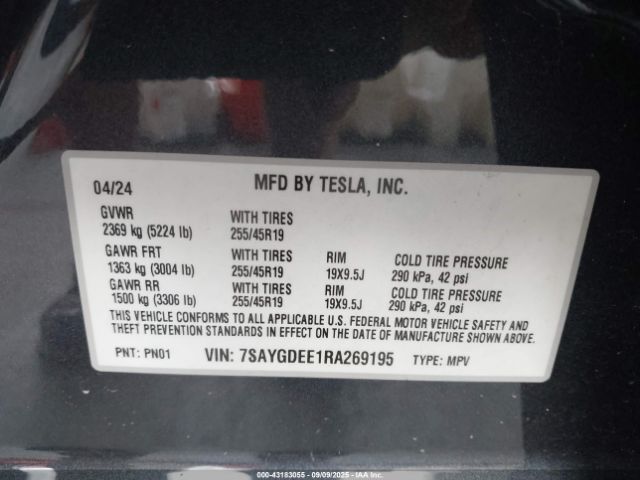 04/24 MFD BY TESLA, INC.
GVWR WITH TIRES
2369 kg (5224 lb) 255/45R19
GAWR FRT WITH TIRES RIM COLD TIRE PRESSURE
1363 kg (3004 lb) 255/45R19 19X9.5J 290 kPa, 42 psi
GAWR RR WITH TIRES RIM COLD TIRE PRESSURE
1500 kg (3306 lb) 255/45R19 19X9.5J 290 kPa, 42 psi
THIS VEHICLE CONFORMS TO ALL APPLICABLE U.S. FEDERAL MOTOR VEHICLE SAFETY AND
THEFT PREVENTION STANDARDS IN EFFECT ON THE DATE OF MANUFACTURE SHOWN ABOVE.
PNT: PN01 VIN: 7SAYGDEE1RA269195 TYPE: MPV
000-43183055 - 09/09/2025 - IAA Inc.